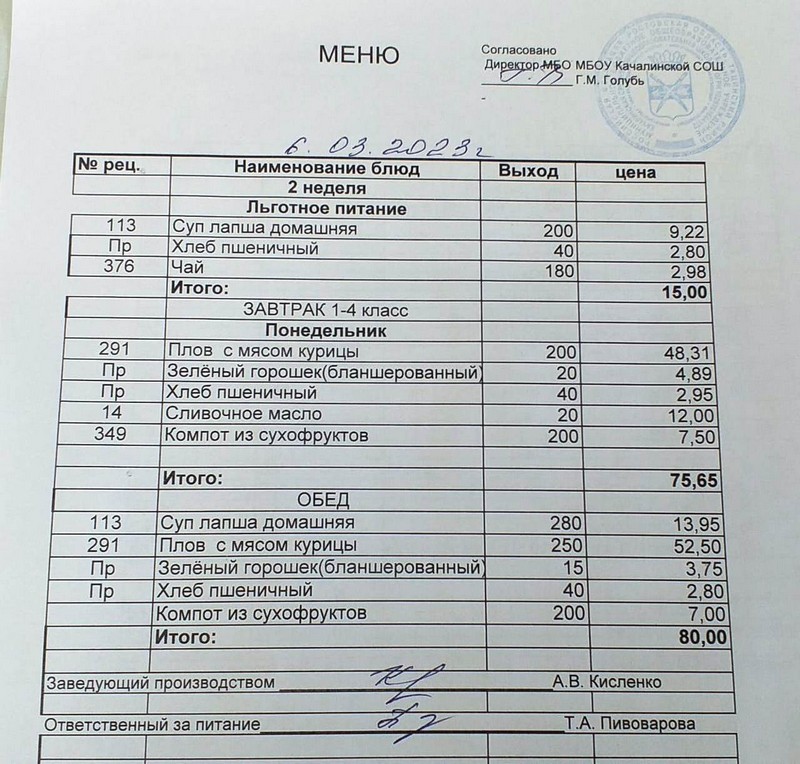 МЕНЮ
Согласовано
Директор МБО МБОУ Качалинской СОШ
Г.М. Голубь
6.03.2023г
№ рец. Наименование блюд Выход цена
2 неделя
Льготное питание
113 Суп лапша домашняя 200 9,22
Пр Хлеб пшеничный 40 2,80
376 Чай 180 2,98
Итого: 15,00
ЗАВТРАК 1-4 класс
Понедельник
291 Плов с мясом курицы 200 48,31
Пр Зелёный горошек(бланшерованный) 20 4,89
Пр Хлеб пшеничный 40 2,95
14 Сливочное масло 20 12,00
349 Компот из сухофруктов 200 7,50
Итого: 75,65
ОБЕД
113 Суп лапша домашняя 280 13,95
291 Плов с мясом курицы 250 52,50
Пр Зелёный горошек(бланшерованный) 15 3,75
Пр Хлеб пшеничный 40 2,80
Компот из сухофруктов 200 7,00
Итого: 80,00
Заведующий производством А.В. Кисленко
Ответственный за питание Т.А. Пивоварова